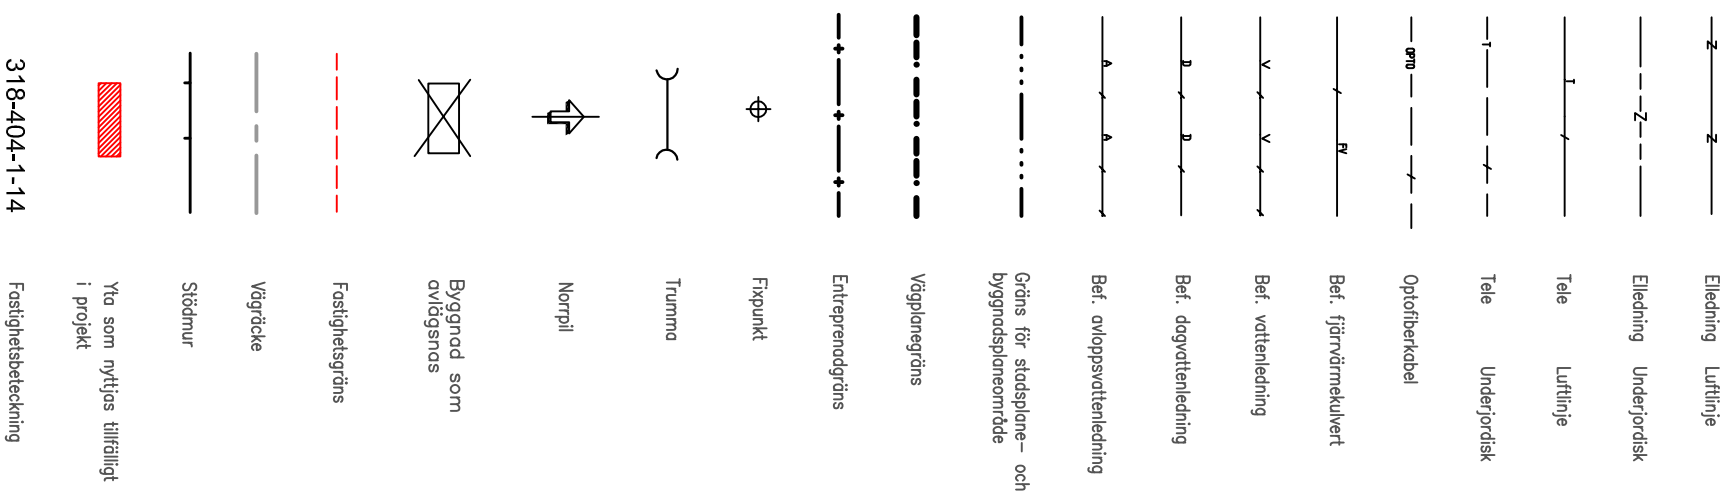 Z Z Elledning Luftlinje
N Elledning Underjordisk
T Tele Luftlinje
T Tele Underjordisk
OPTO Optofiberkabel
FV Bef. fjärrvärmekulvert
V V Bef. vattenledning
D D Bef. dagvattenledning
A A Bef. avloppsvattenledning
Gräns för stadsplane- och
byggnadsplaneområde
Vägplanegräns
Entreprenadgräns
Fixpunkt
Trumma
Norrpil
Byggnad som
avlägsnas
Fastighetsgräns
Vägräcke
Stödmur
Yta som nyttjas tillfälligt
i projekt
318-404-1-14 Fastighetsbeteckning